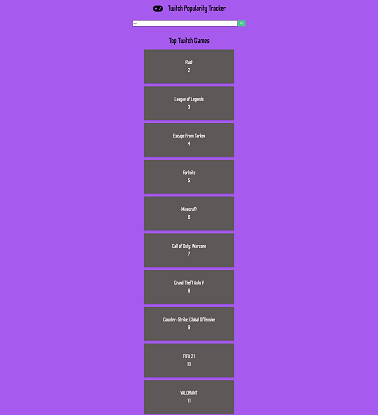 Twitch Popularity Tracker
Top Twitch Games
Rust
2
League of Legends
3
Escape From Tarkov
4
Fortnite
5
Minecraft
6
Call of Duty: Warzone
7
Grand Theft Auto V
8
Counter-Strike: Global Offensive
9
FIFA 21
10
VALORANT
11